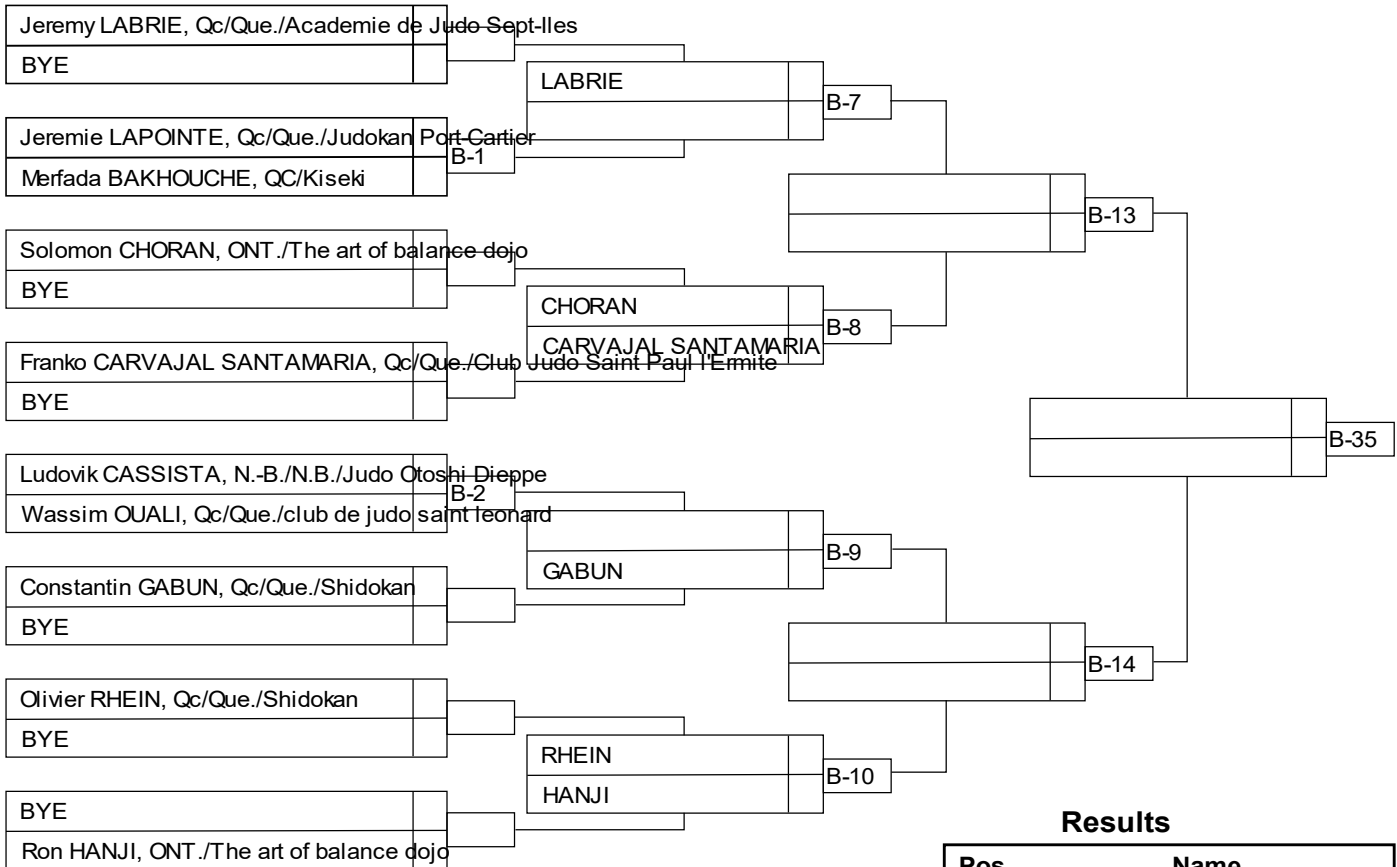 Jeremy LABRIE, Qc/Que./Academie de Judo Sept-Iles
BYE
LABRIE
B-7
Jeremie LAPOINTE, Qc/Que./Judokan Port-Cartier
B-1
Merfada BAKHOUCHE, QC/Kiseki
B-13
Solomon CHORAN, ONT./The art of balance dojo
BYE
CHORAN
B-8
CARVAJAL SANTAMARIA
Franko CARVAJAL SANTAMARIA, Qc/Que./Club Judo Saint Paul l'Ermite
BYE
B-35
Ludovik CASSISTA, N.-B./N.B./Judo Otoshi Dieppe
B-2
Wassim OUALI, Qc/Que./club de judo saint leonard
B-9
GABUN
Constantin GABUN, Qc/Que./Shidokan
BYE
B-14
Olivier RHEIN, Qc/Que./Shidokan
BYE
RHEIN
B-10
HANJI
BYE
Ron HANJI, ONT./The art of balance dojo
Results
Pos Name